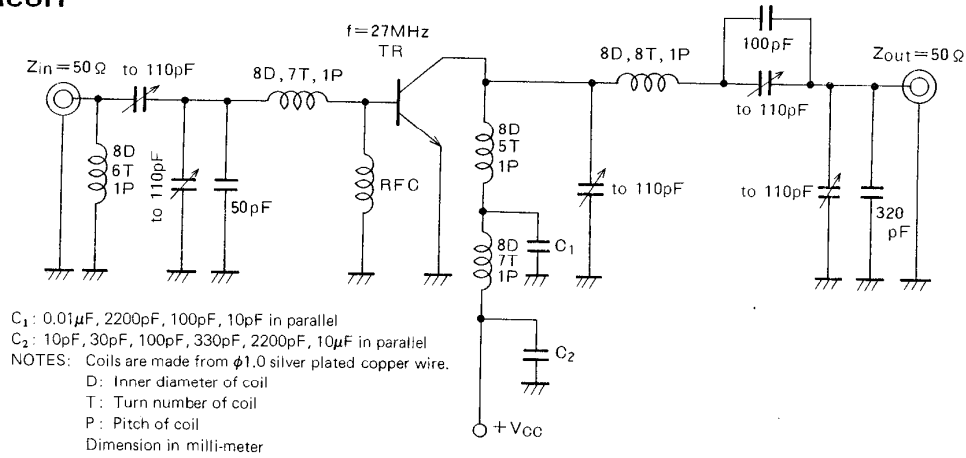 f=27MHz
TR
Zin=50Ω
to 110pF
8D, 7T, 1P
8D
6T
1P
to 110pF
50pF
RFC
8D
5T
1P
8D
7T
1P
C1
C2
+VCC
to 110pF
8D, 8T, 1P
100pF
to 110pF
to 110pF
320
pF
Zout=50Ω
C1: 0.01μF, 2200pF, 100pF, 10pF in parallel
C2: 10pF, 30pF, 100pF, 330pF, 2200pF, 10μF in parallel
NOTES: Coils are made from φ1.0 silver plated copper wire.
D: Inner diameter of coil
T: Turn number of coil
P: Pitch of coil
Dimension in milli-meter